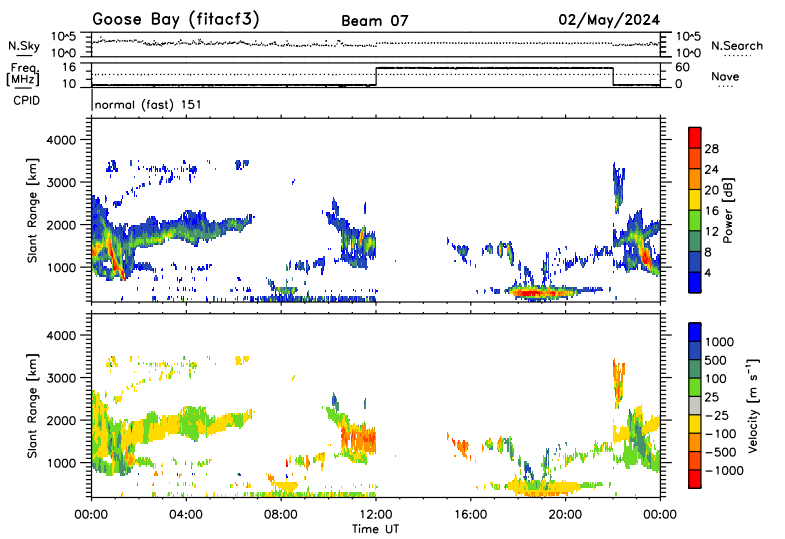 Goose Bay (fitacf3) Beam 07 02/May/2024
N.Sky 10^5 10^5 N.Search
10^0 10^0
Freq. 16 60 Nave
[MHz] 10 0
CPID normal (fast) 151
4000
3000
2000
1000
Slant Range [km]
28
24
20
16
12
8
4
Power [dB]
4000
3000
2000
1000
Slant Range [km]
1000
500
100
25
-25
-100
-500
-1000
Velocity [m s^-1]
00:00 04:00 08:00 12:00 16:00 20:00 00:00
Time UT